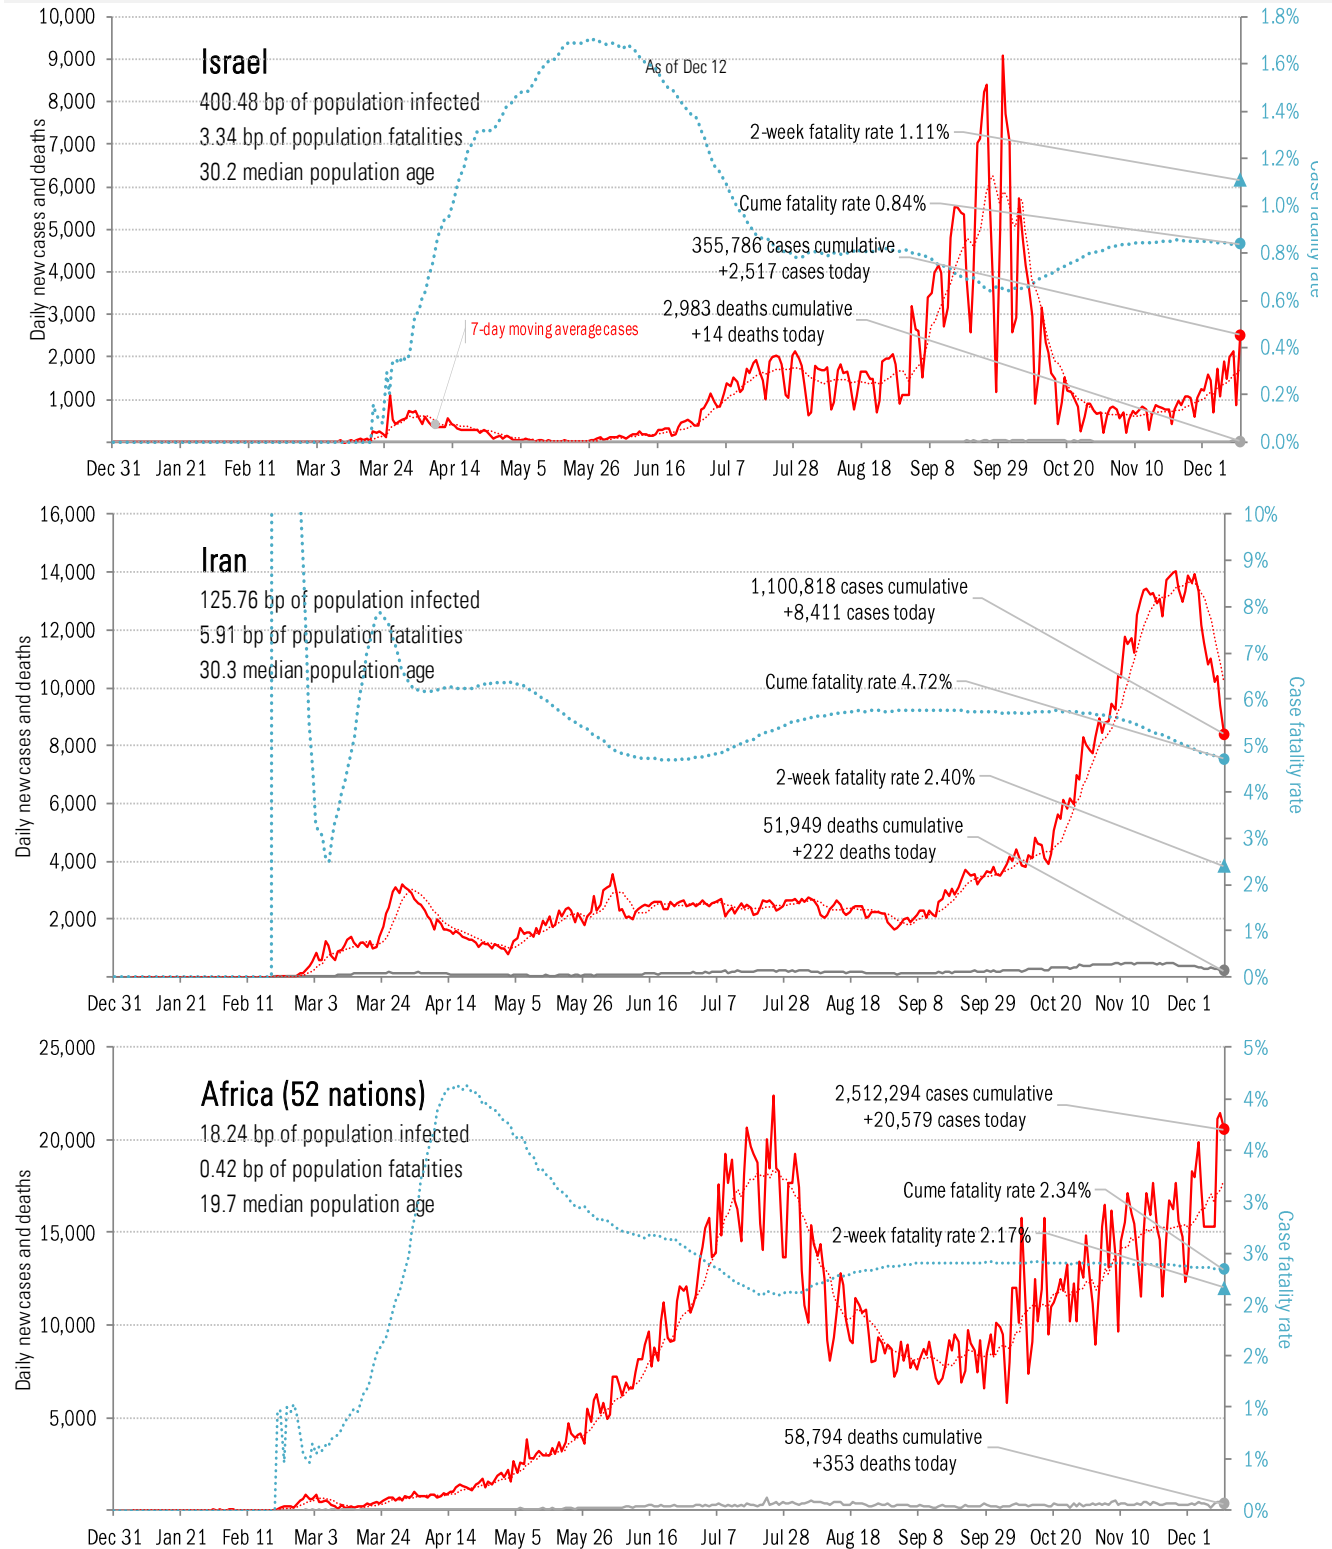 10,000
9,000
8,000
7,000
6,000
5,000
4,000
3,000
2,000
1,000
Daily new cases and deaths
Israel
400.48 bp of population infected
3.34 bp of population fatalities
30.2 median population age
As of Dec 12
2-week fatality rate 1.11%
Cume fatality rate 0.84%
355,786 cases cumulative
+2,517 cases today
2,983 deaths cumulative
+14 deaths today
7-day moving average cases
1.8%
1.6%
1.4%
1.2%
1.0%
0.8%
0.6%
0.4%
0.2%
0.0%
Case fatality rate
Dec 31 Jan 21 Feb 11 Mar 3 Mar 24 Apr 14 May 5 May 26 Jun 16 Jul 7 Jul 28 Aug 18 Sep 8 Sep 29 Oct 20 Nov 10 Dec 1
16,000
14,000
12,000
10,000
8,000
6,000
4,000
2,000
Daily new cases and deaths
Iran
125.76 bp of population infected
5.91 bp of population fatalities
30.3 median population age
1,100,818 cases cumulative
+8,411 cases today
Cume fatality rate 4.72%
2-week fatality rate 2.40%
51,949 deaths cumulative
+222 deaths today
10%
9%
8%
7%
6%
5%
4%
3%
2%
1%
0%
Case fatality rate
Dec 31 Jan 21 Feb 11 Mar 3 Mar 24 Apr 14 May 5 May 26 Jun 16 Jul 7 Jul 28 Aug 18 Sep 8 Sep 29 Oct 20 Nov 10 Dec 1
25,000
20,000
15,000
10,000
5,000
Daily new cases and deaths
Africa (52 nations)
18.24 bp of population infected
0.42 bp of population fatalities
19.7 median population age
2,512,294 cases cumulative
+20,579 cases today
Cume fatality rate 2.34%
2-week fatality rate 2.17%
58,794 deaths cumulative
+353 deaths today
5%
4%
4%
3%
3%
2%
2%
1%
1%
0%
Case fatality rate
Dec 31 Jan 21 Feb 11 Mar 3 Mar 24 Apr 14 May 5 May 26 Jun 16 Jul 7 Jul 28 Aug 18 Sep 8 Sep 29 Oct 20 Nov 10 Dec 1